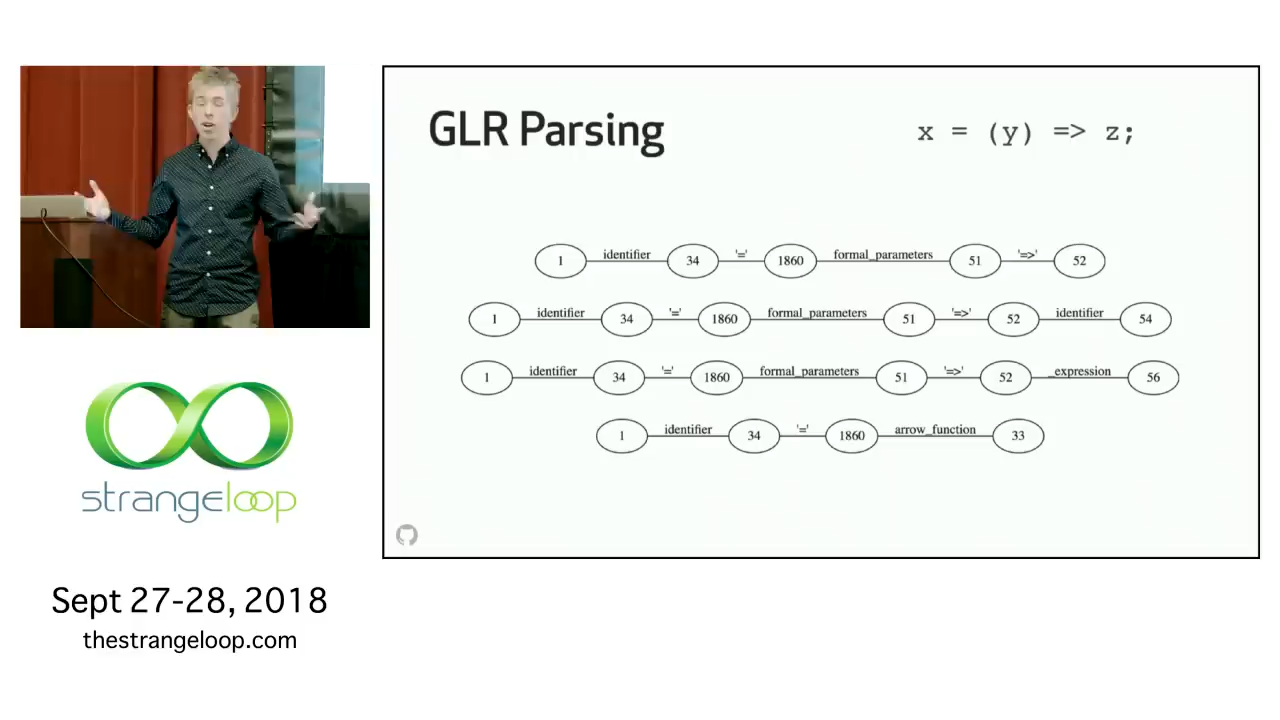 GLR Parsing
x = (y) => z;
1 identifier 34 '=' 1860 formal_parameters 51 '=>' 52
1 identifier 34 '=' 1860 formal_parameters 51 '=>' 52 identifier 54
1 identifier 34 '=' 1860 formal_parameters 51 '=>' 52 _expression 56
1 identifier 34 '=' 1860 arrow_function 33
strangeloop
Sept 27-28, 2018
thestrangeloop.com